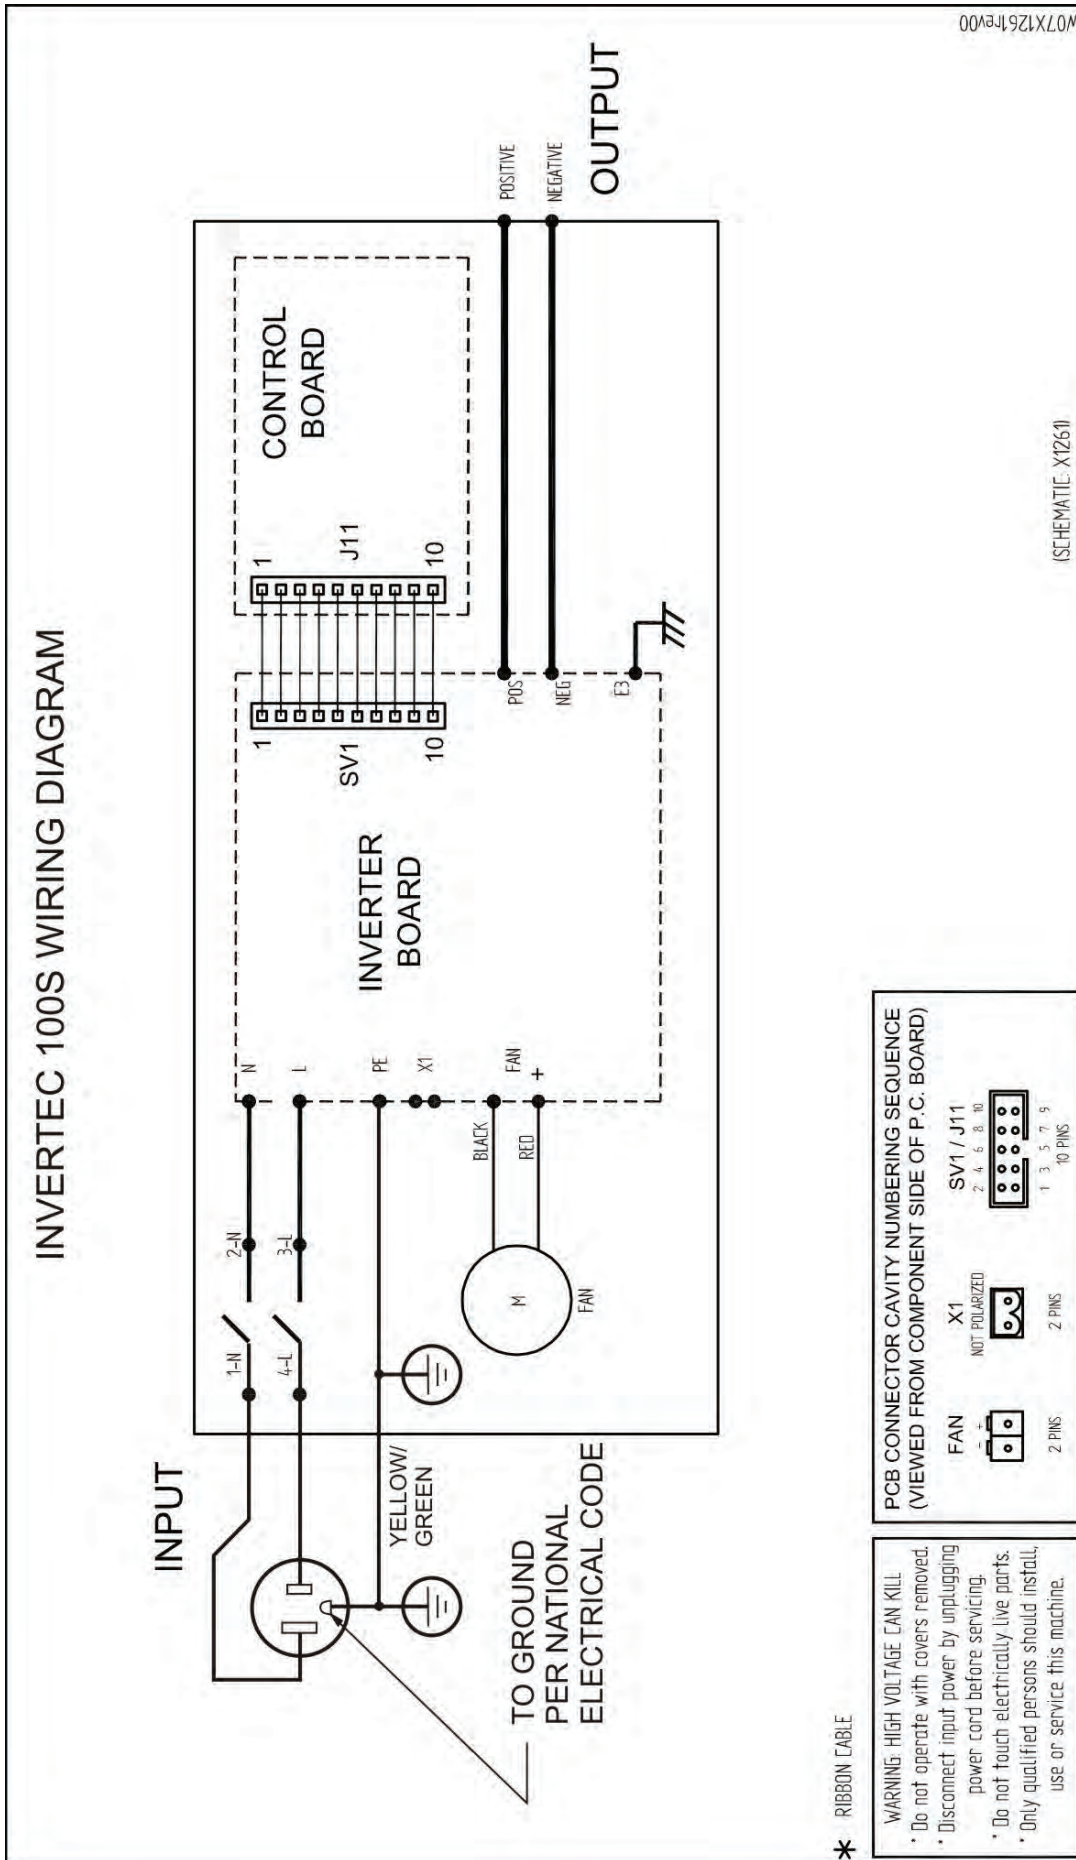 INVERTEC 100S WIRING DIAGRAM
INPUT
1-N
2-N
4-L
3-L
N
L
PE
X1
FAN
+
BLACK
RED
M
FAN
YELLOW/
GREEN
TO GROUND
PER NATIONAL
ELECTRICAL CODE
INVERTER
BOARD
1
SV1
10
1
J11
10
CONTROL
BOARD
POS
NEG
E3
POSITIVE
NEGATIVE
OUTPUT
* RIBBON CABLE
WARNING: HIGH VOLTAGE CAN KILL
* Do not operate with covers removed.
* Disconnect input power by unplugging
power cord before servicing.
* Do not touch electrically live parts.
* Only qualified persons should install,
use or service this machine.
PCB CONNECTOR CAVITY NUMBERING SEQUENCE
(VIEWED FROM COMPONENT SIDE OF P.C. BOARD)
FAN
- +
2 PINS
X1
NOT POLARIZED
2 PINS
SV1 / J11
2 4 6 8 10
1 3 5 7 9
10 PINS
(SCHEMATIC: X1261)
W07X1261rev00